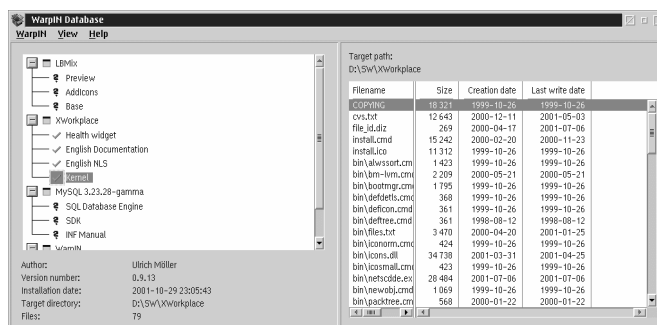 WarpIN Database
WarpIN View Help
LBMix
Preview
AddIcons
Base
XWorkplace
Health widget
English Documentation
English NLS
Kernel
MySQL 3.23.28-gamma
SQL Database Engine
SDK
INF Manual
WarpIN
Author: Ulrich Möller
Version number: 0.9.13
Installation date: 2001-10-29 23:05:43
Target directory: D:\SW\XWorkplace
Files: 79
Target path:
D:\SW\XWorkplace
Filename Size Creation date Last write date
COPYING 18 321 1999-10-26 1999-10-26
cvs.txt 12 643 2000-12-11 2001-05-03
file_id.diz 269 2000-04-17 2001-07-06
install.cmd 15 242 2000-02-20 2000-11-23
install.ico 11 312 1999-10-26 1999-10-26
bin\alwssort.cm 1 423 1999-10-26 1999-10-26
bin\bm-lvm.cm 2 209 2000-05-21 2000-05-21
bin\bootmgr.cm 1 795 1999-10-26 1999-10-26
bin\defdetls.cmd 368 1999-10-26 1999-10-26
bin\deficon.cmd 361 1999-10-26 1999-10-26
bin\deftree.cmd 361 1998-08-12 1998-08-12
bin\files.txt 3 470 2000-04-20 2001-01-25
bin\iconorm.cm 424 1999-10-26 1999-10-26
bin\icons.dll 34 738 2001-03-31 2001-04-25
bin\icosmall.cm 423 1999-10-26 1999-10-26
bin\netscdde.ex 28 484 2001-07-06 2001-07-06
bin\newobj.cmd 1 069 1999-10-26 1999-10-26
bin\packtree.cm 568 2000-01-22 2000-01-22